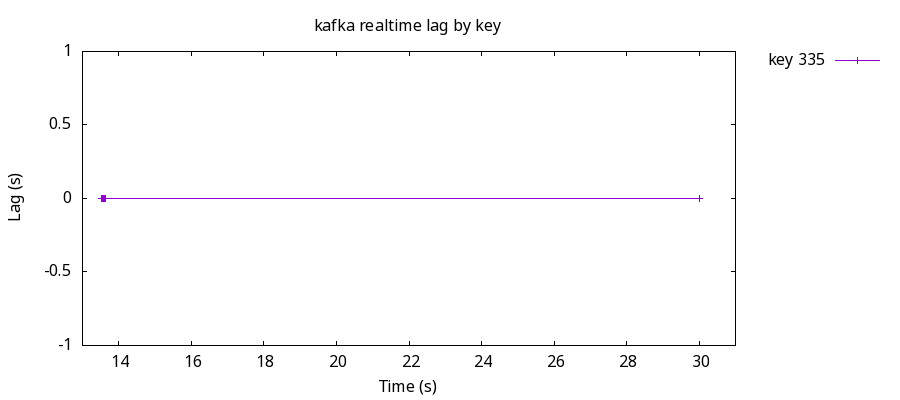 kafka realtime lag by key
key 335
1
0.5
0
-0.5
-1
Lag (s)
14 16 18 20 22 24 26 28 30
Time (s)